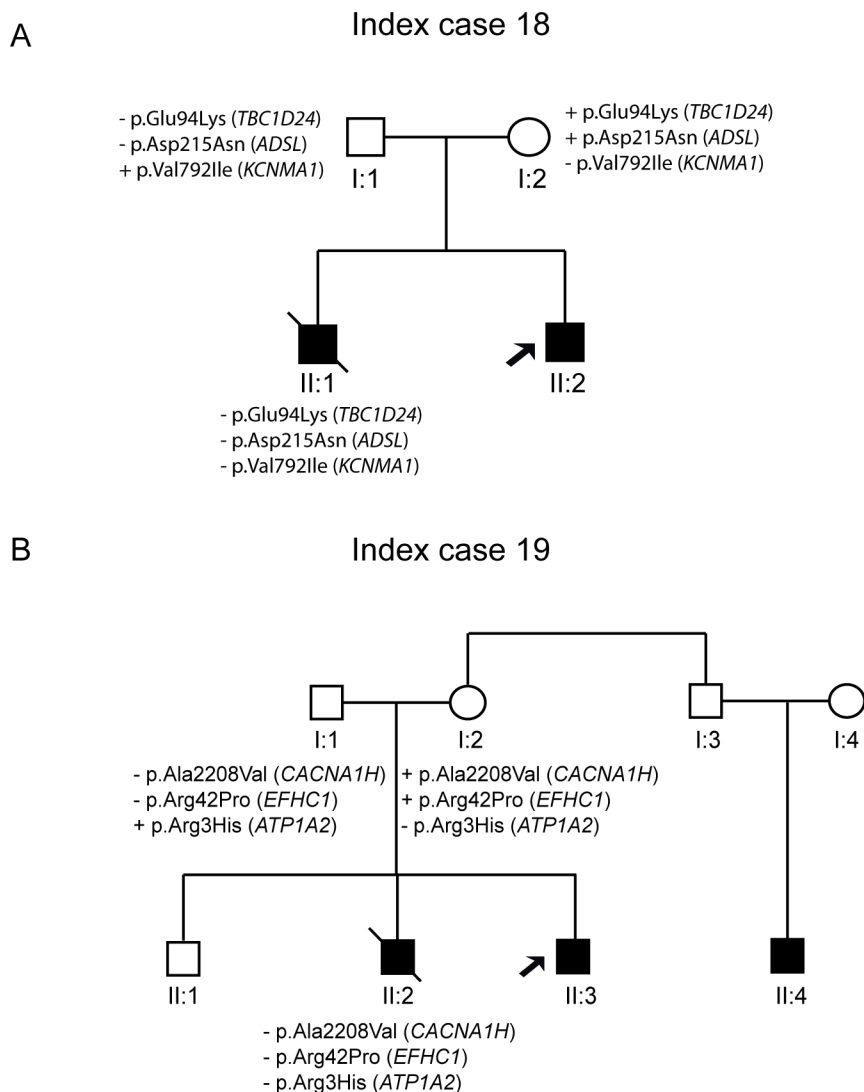 A
Index case 18
- p.Glu94Lys (TBC1D24)
- p.Asp215Asn (ADSL)
+ p.Val792Ile (KCNMA1)
I:1
I:2
+ p.Glu94Lys (TBC1D24)
+ p.Asp215Asn (ADSL)
- p.Val792Ile (KCNMA1)
II:1
II:2
- p.Glu94Lys (TBC1D24)
- p.Asp215Asn (ADSL)
- p.Val792Ile (KCNMA1)
B
Index case 19
I:1
I:2
I:3
I:4
- p.Ala2208Val (CACNA1H)
- p.Arg42Pro (EFHC1)
+ p.Arg3His (ATP1A2)
+ p.Ala2208Val (CACNA1H)
+ p.Arg42Pro (EFHC1)
- p.Arg3His (ATP1A2)
II:1
II:2
II:3
II:4
- p.Ala2208Val (CACNA1H)
- p.Arg42Pro (EFHC1)
- p.Arg3His (ATP1A2)